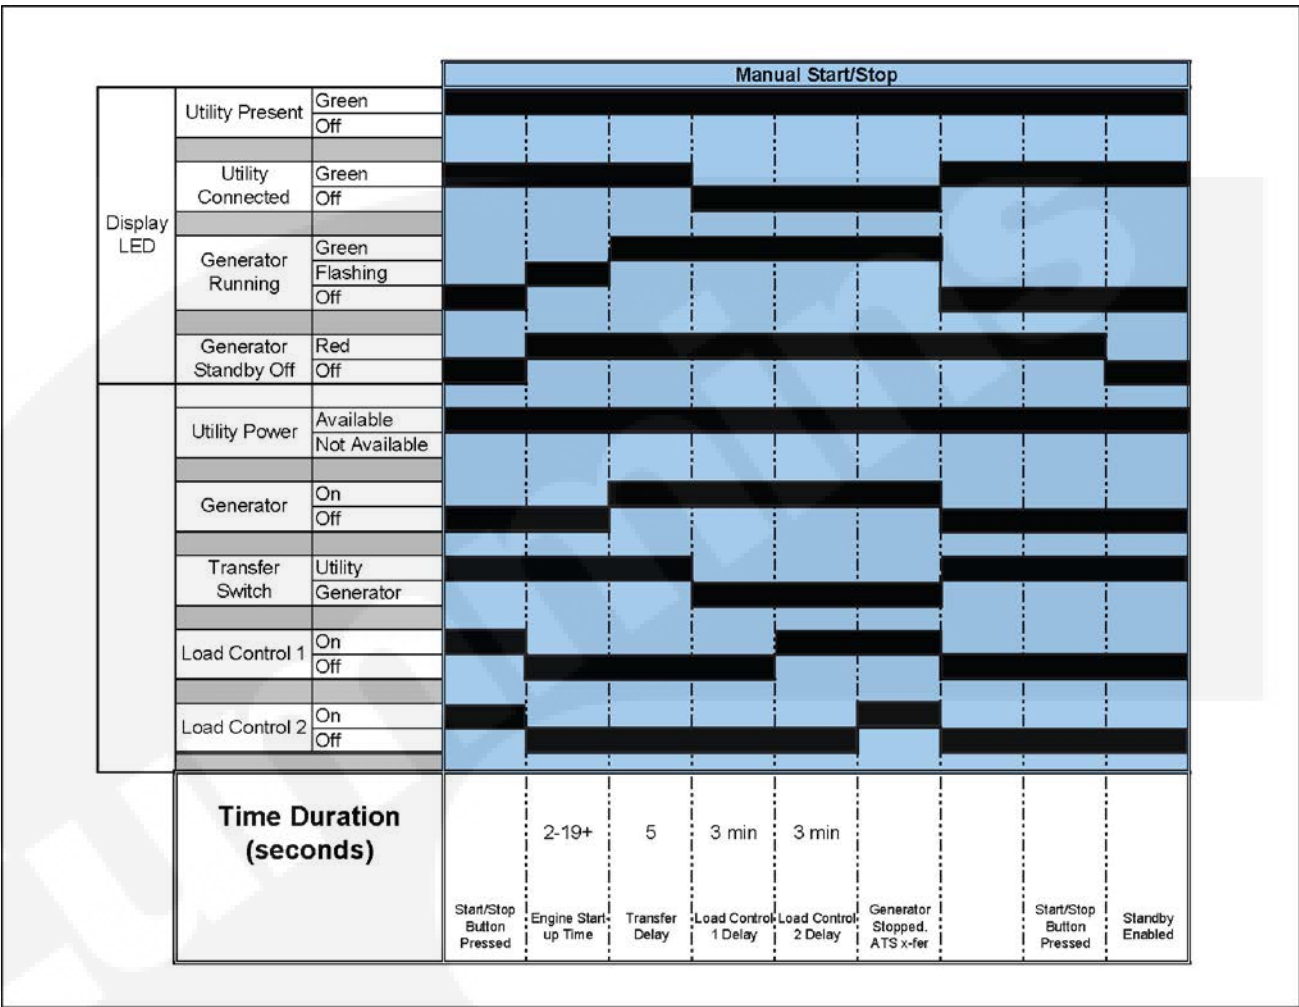 Manual Start/Stop
Display
LED
Utility Present
Green
Off
Utility
Connected
Green
Off
Generator
Running
Green
Flashing
Off
Generator
Standby Off
Red
Off
Utility Power
Available
Not Available
Generator
On
Off
Transfer
Switch
Utility
Generator
Load Control 1
On
Off
Load Control 2
On
Off
Time Duration
(seconds)
2-19+
5
3 min
3 min
Start/Stop
Button
Pressed
Engine Start-
up Time
Transfer
Delay
Load Control
1 Delay
Load Control
2 Delay
Generator
Stopped.
ATS x-fer
Start/Stop
Button
Pressed
Standby
Enabled
Cummins